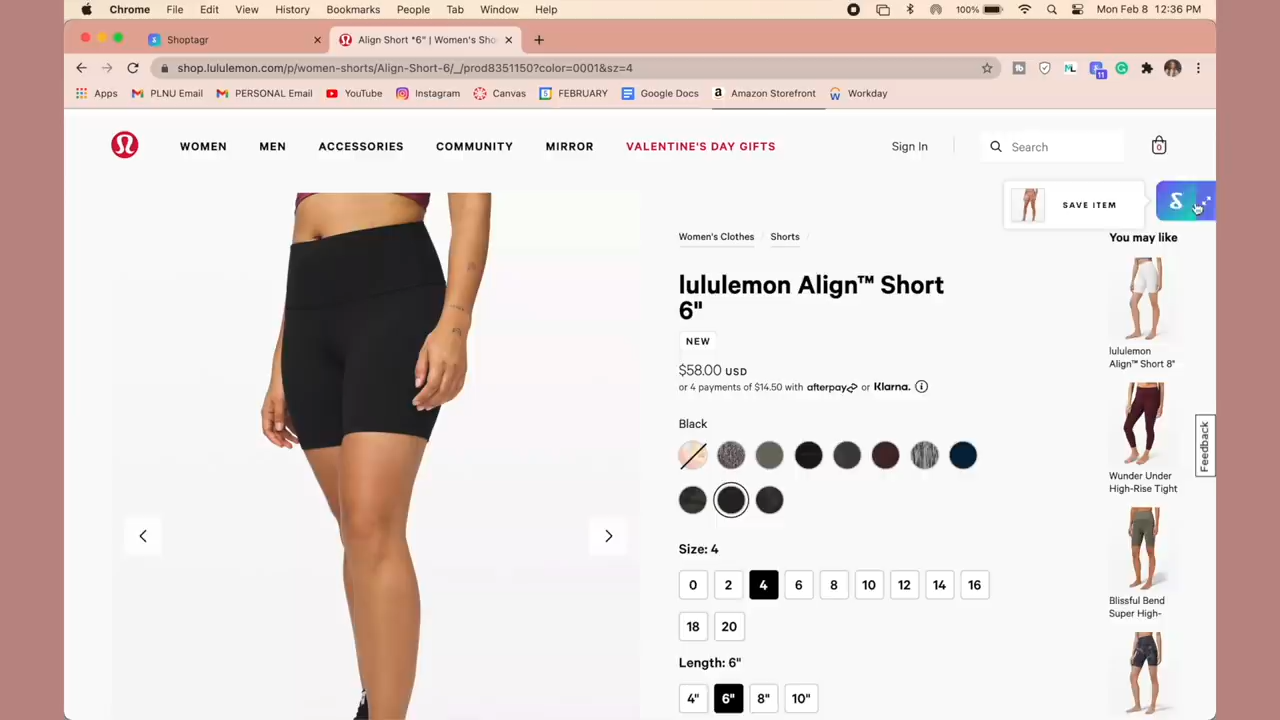 Chrome File Edit View History Bookmarks People Tab Window Help 100% Mon Feb 8 12:36 PM
Shoptagr Align Short *6" | Women's Sho
shop.lululemon.com/p/women-shorts/Align-Short-6/_/prod8351150?color=0001&sz=4 ML 11
Apps PLNU Email PERSONAL Email YouTube Instagram Canvas FEBRUARY Google Docs a Amazon Storefront Workday
WOMEN MEN ACCESSORIES COMMUNITY MIRROR VALENTINE'S DAY GIFTS Sign In Search 0
SAVE ITEM
Women's Clothes / Shorts /
You may like
lululemon Align™ Short
6"
NEW
$58.00 USD
or 4 payments of $14.50 with afterpay or Klarna.
lululemon
Align™ Short 8"
Black
Feedback
Wunder Under
High-Rise Tight
Size: 4
0 2 4 6 8 10 12 14 16
18 20
Blissful Bend
Super High-
Length: 6"
4" 6" 8" 10"